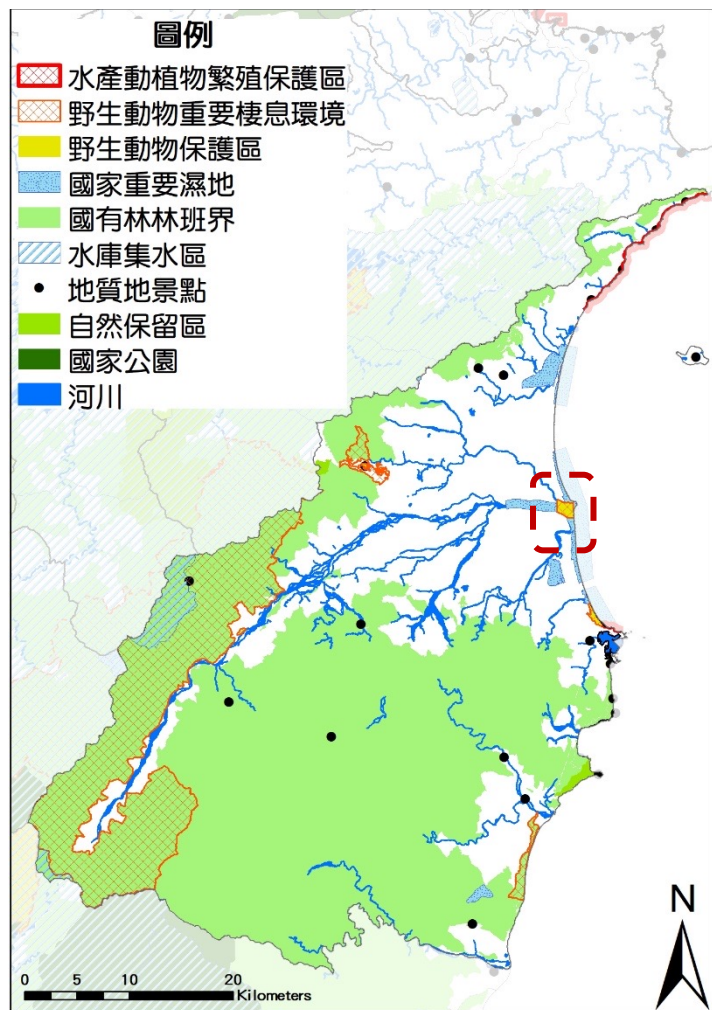 圖例
水產動植物繁殖保護區
野生動物重要棲息環境
野生動物保護區
國家重要濕地
國有林林班界
水庫集水區
地質地景點
自然保留區
國家公園
河川
N
0 5 10 20
Kilometers